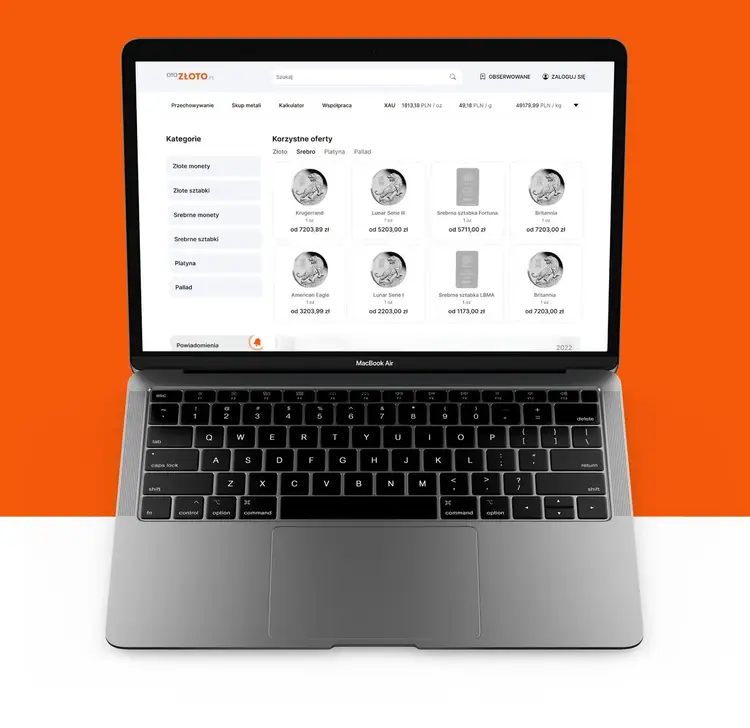 OTOZŁOTO.PL Szukaj OBSERWOWANE ZALOGUJ SIĘ
Przechowywanie Skup metali Kalkulator Współpraca XAU 1813,18 PLN / oz 49,18 PLN / g 49179,99 PLN / kg
Kategorie
Złote monety
Złote sztabki
Srebrne monety
Srebrne sztabki
Platyna
Pallad
Powiadomienia
Korzystne oferty
Złoto Srebro Platyna Pallad
Krugerrand
1 oz
od 7203,89 zł
Lunar Serie III
1 oz
od 5203,00 zł
Srebrne sztabka Fortuna
1 oz
od 5711,00 zł
Britannia
1 oz
od 7203,00 zł
American Eagle
1 oz
od 3203,99 zł
Lunar Serie I
1 oz
od 2203,00 zł
Srebrne sztabka LBMA
1 oz
od 1173,00 zł
Britannia
1 oz
od 7203,00 zł
2022
MacBook Air
esc
~ ! @ # $ % ^ & * ( ) _ +
1 2 3 4 5 6 7 8 9 0 - = delete
tab Q W E R T Y U I O P { [ } ] | \
caps lock A S D F G H J K L : ; " ' return
shift Z X C V B N M < , > . ? / shift
fn control option command command option